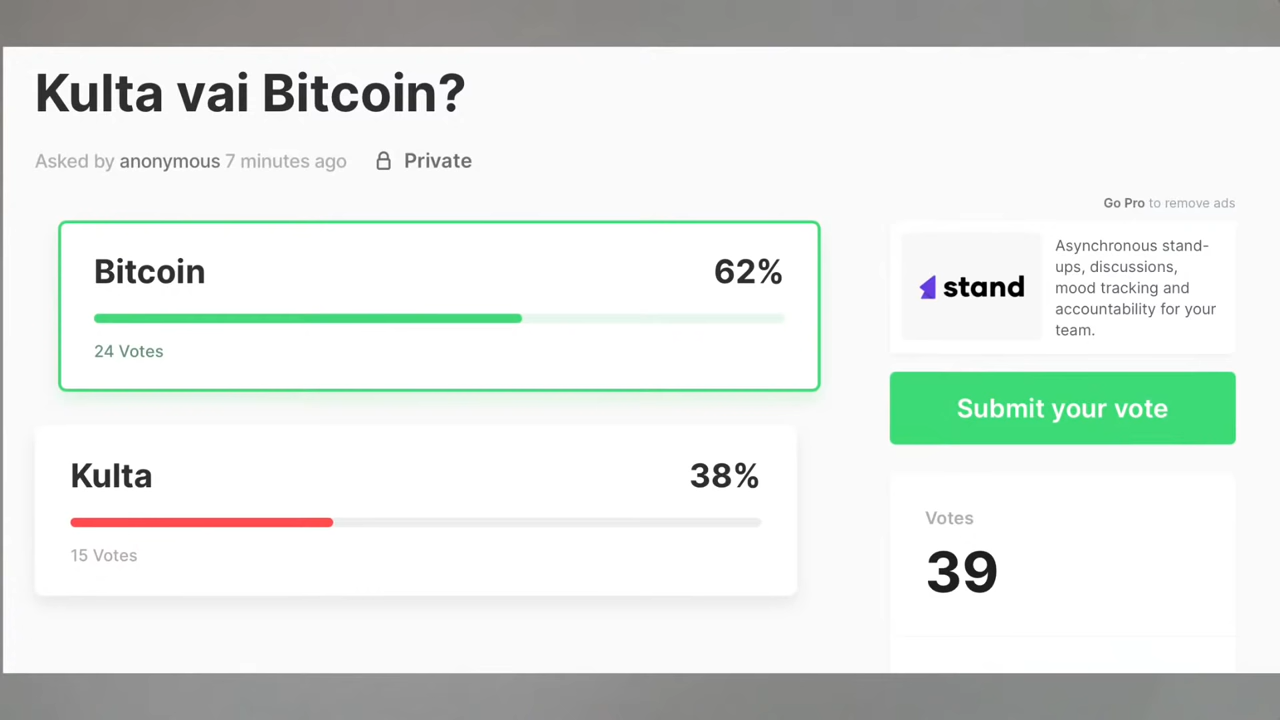 Kulta vai Bitcoin?
Asked by anonymous 7 minutes ago Private
Go Pro to remove ads
Bitcoin 62%
24 Votes
Kulta 38%
15 Votes
stand
Asynchronous stand-
ups, discussions,
mood tracking and
accountability for your
team.
Submit your vote
Votes
39